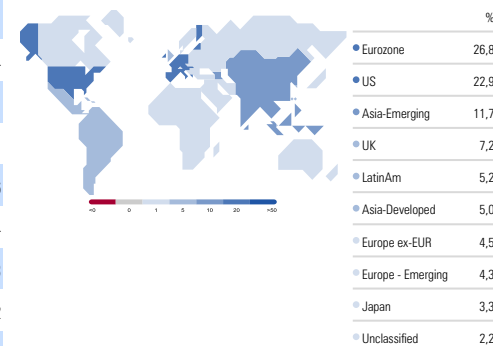 %
Eurozone 26,8
US 22,9
Asia-Emerging 11,7
UK 7,2
LatinAm 5,2
Asia-Developed 5,0
Europe ex-EUR 4,5
Europe - Emerging 4,3
Japan 3,3
Unclassified 2,2
<0 0 1 5 10 20 >50